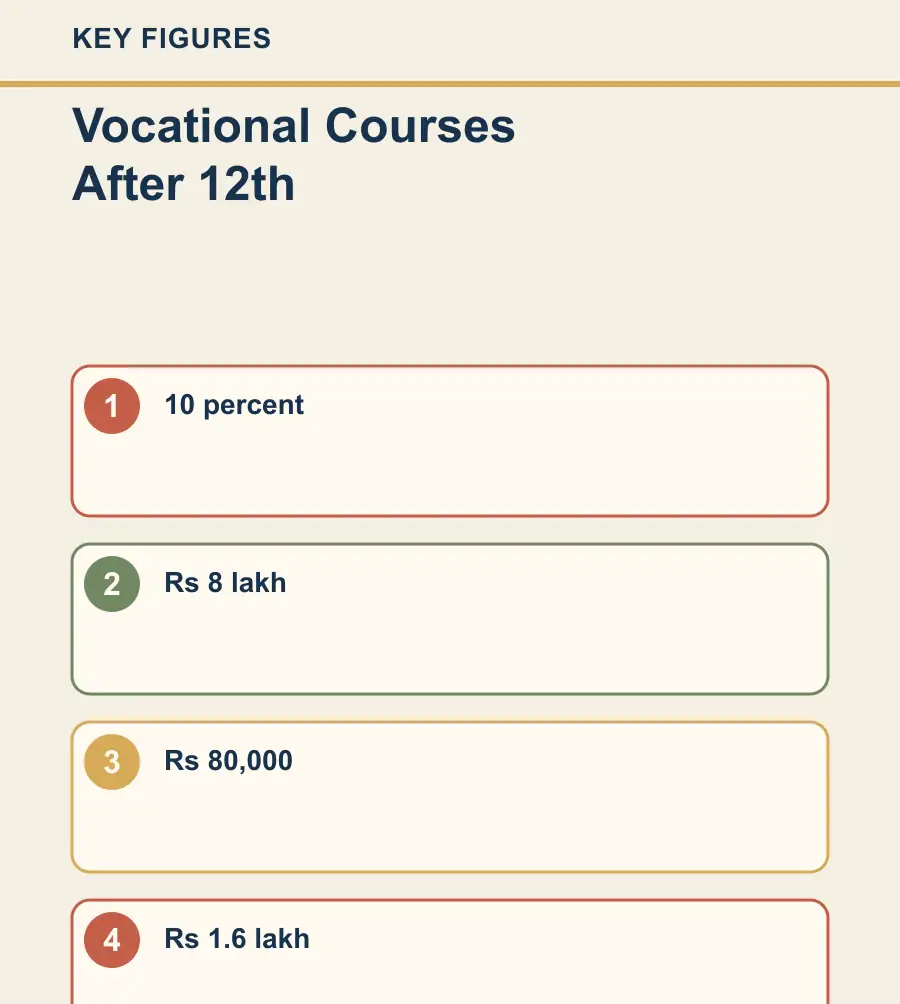 KEY FIGURES
Vocational Courses
After 12th
1 10 percent
2 Rs 8 lakh
3 Rs 80,000
4 Rs 1.6 lakh